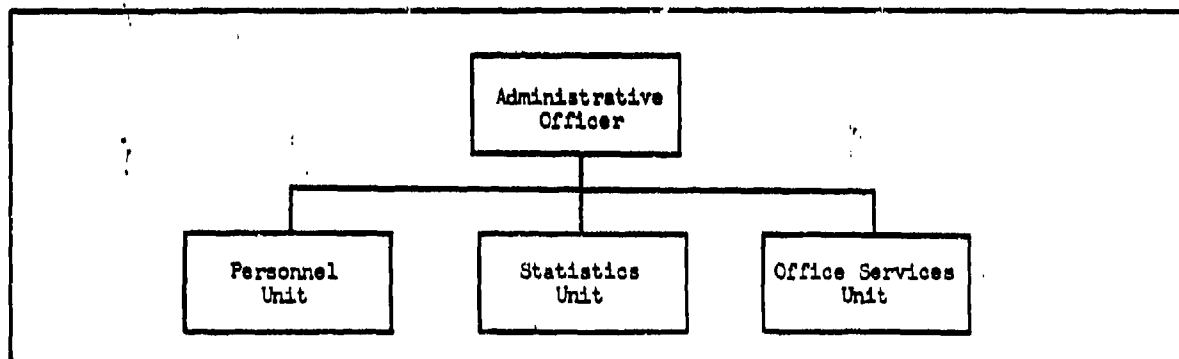 Administrative
Officer
Personnel
Unit
Statistics
Unit
Office Services
Unit